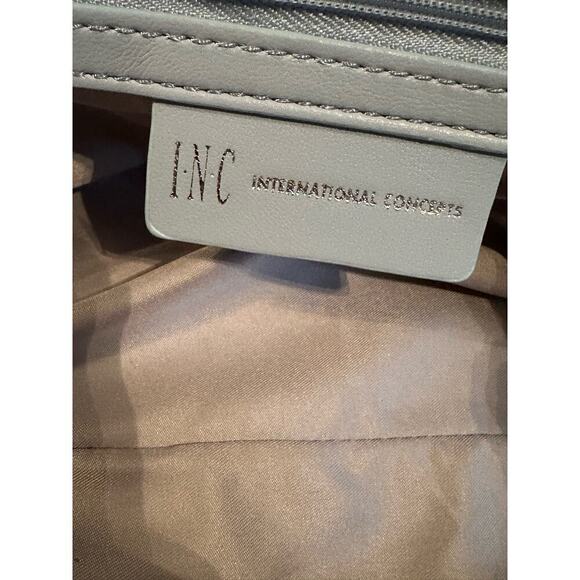 I·N·C INTERNATIONAL CONCEPTS